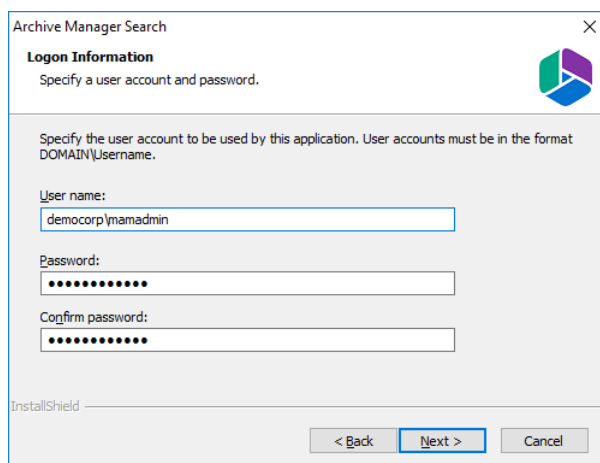 Archive Manager Search
Logon Information
Specify a user account and password.
Specify the user account to be used by this application. User accounts must be in the format
DOMAIN\Username.
User name:
democorp\mamadmin
Password:
••••••••••••
Confirm password:
••••••••••••
InstallShield
< Back
Next >
Cancel